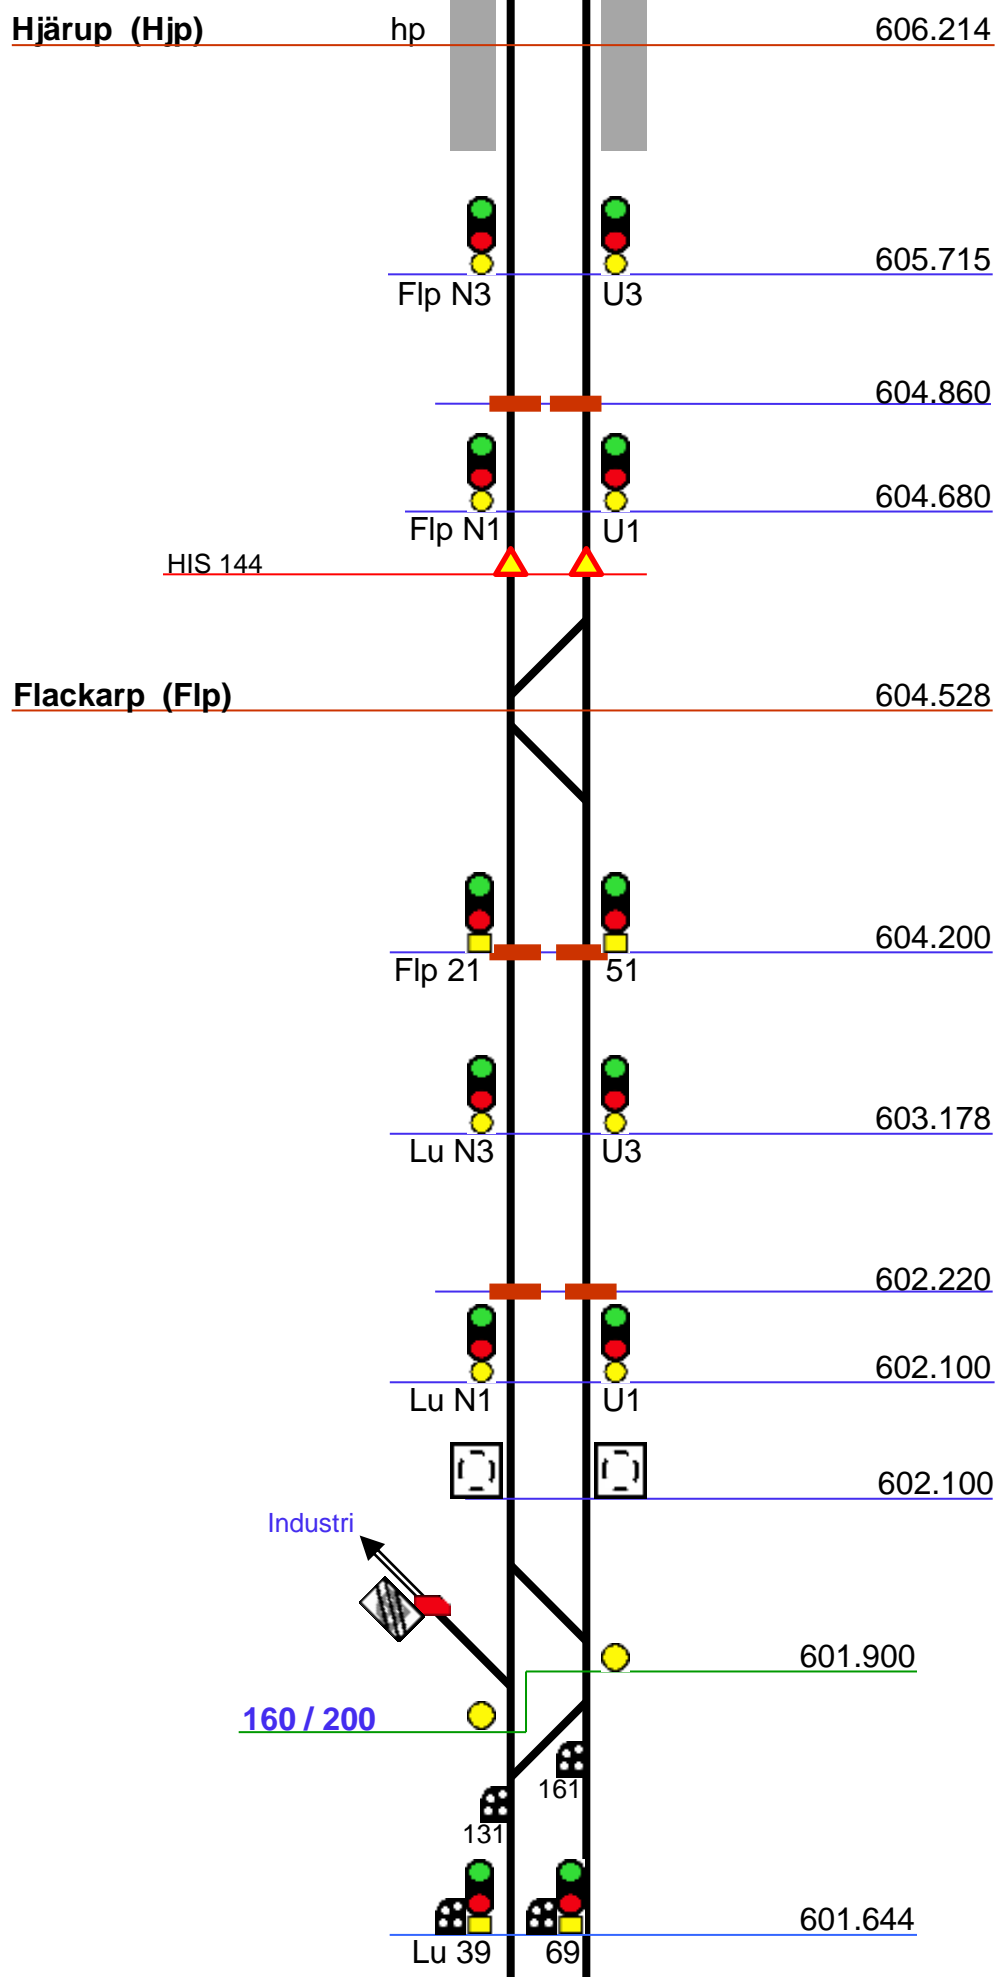 Hjärup (Hjp) hp 606.214
605.715
Flp N3 U3
604.860
604.680
Flp N1 U1
HIS 144
Flackarp (Flp) 604.528
604.200
Flp 21 51
603.178
Lu N3 U3
602.220
602.100
Lu N1 U1
602.100
Industri
601.900
160 / 200
161
131
601.644
Lu 39 69